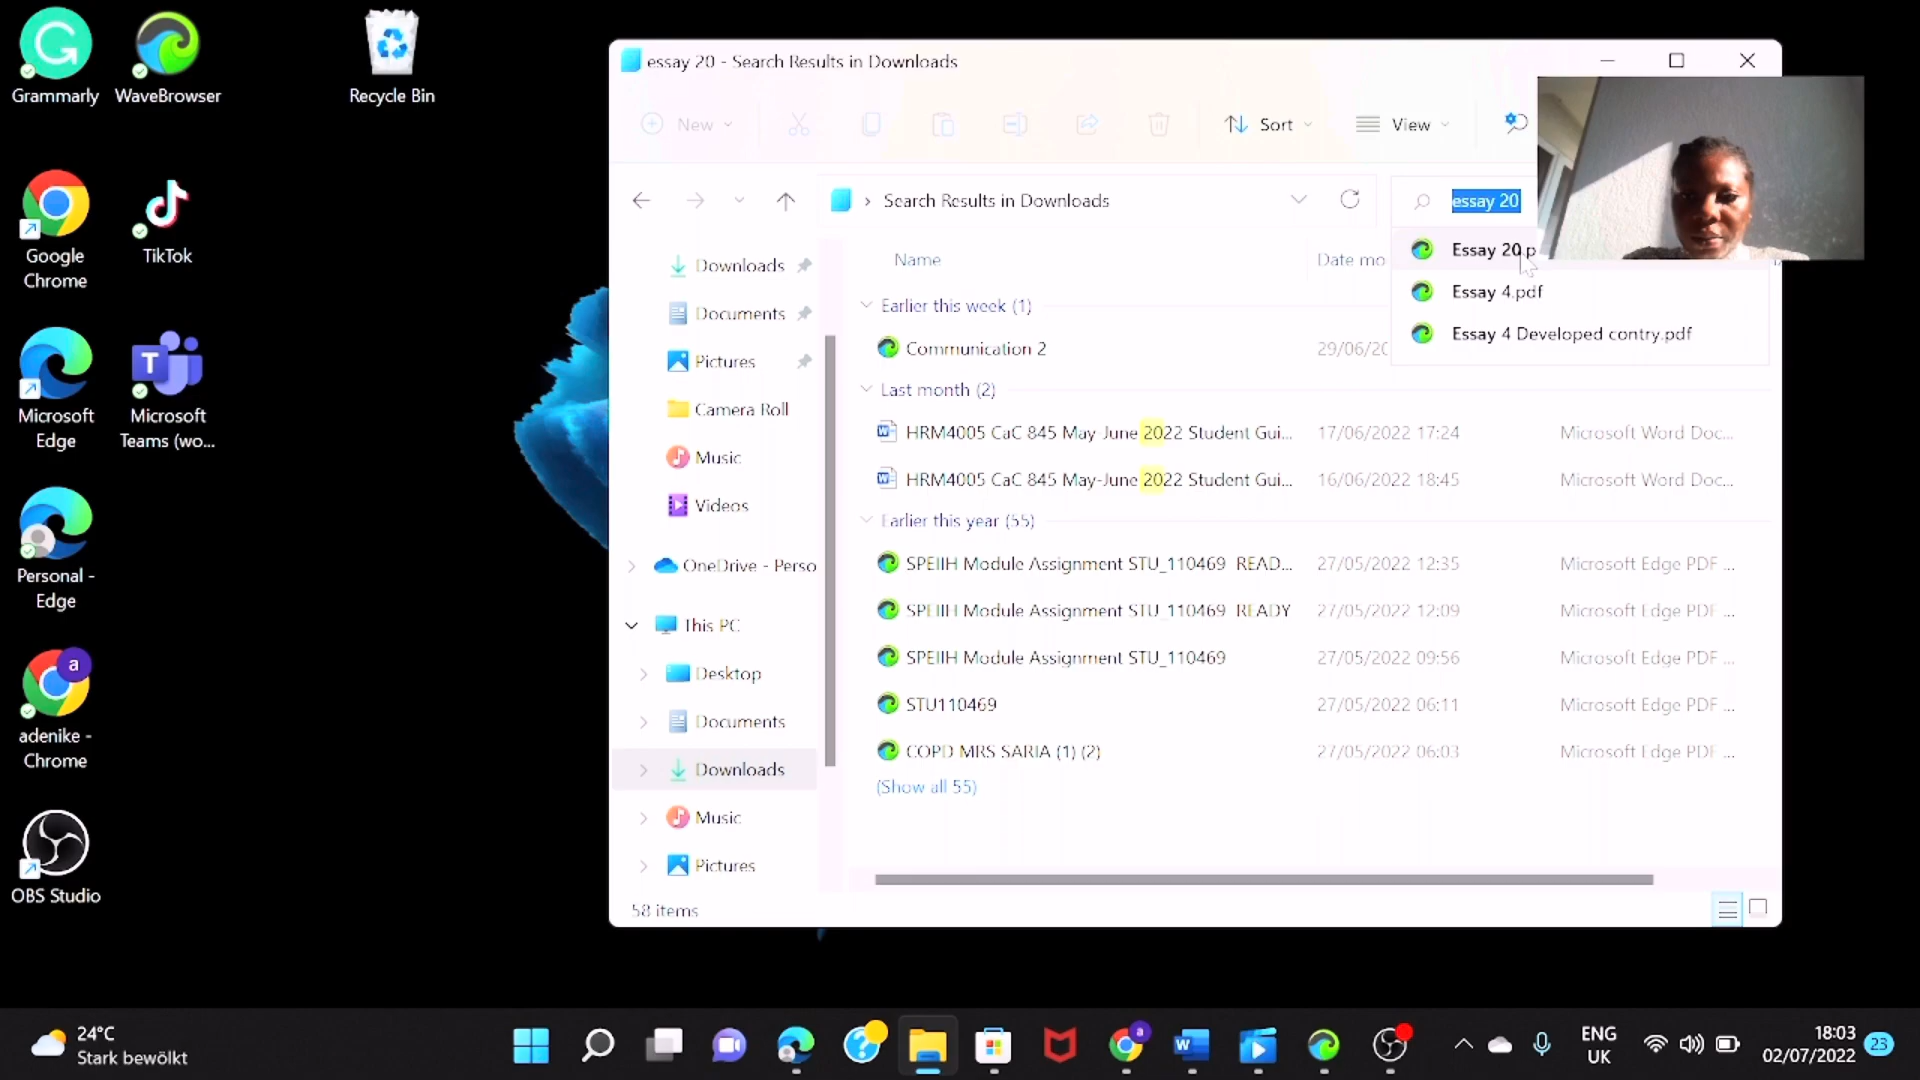 Grammarly
WaveBrowser
Recycle Bin
Google Chrome
TikTok
Microsoft Edge
Microsoft Teams (wo...
Personal - Edge
adenike - Chrome
OBS Studio
essay 20 - Search Results in Downloads
New
Sort
View
Search Results in Downloads
essay 20
Essay 20.p
Essay 4.pdf
Essay 4 Developed contry.pdf
Downloads
Documents
Pictures
Camera Roll
Music
Videos
OneDrive - Perso
This PC
Desktop
Documents
Downloads
Music
Pictures
Name
Date mo
Earlier this week (1)
Communication 2
29/06/20
Last month (2)
HRM4005 CaC 845 May June 2022 Student Gui... 17/06/2022 17:24 Microsoft Word Doc...
HRM4005 CaC 845 May-June 2022 Student Gui... 16/06/2022 18:45 Microsoft Word Doc...
Earlier this year (55)
SPEIIH Module Assignment STU_110469 READ... 27/05/2022 12:35 Microsoft Edge PDF ...
SPEIIH Module Assignment STU_110469 READY 27/05/2022 12:09 Microsoft Edge PDF ...
SPEIIH Module Assignment STU_110469 27/05/2022 09:56 Microsoft Edge PDF ...
STU110469 27/05/2022 06:11 Microsoft Edge PDF ...
COPD MRS SARIA (1) (2) 27/05/2022 06:03 Microsoft Edge PDF ...
(Show all 55)
58 items
24°C
Stark bewölkt
ENG
UK
18:03
02/07/2022
23